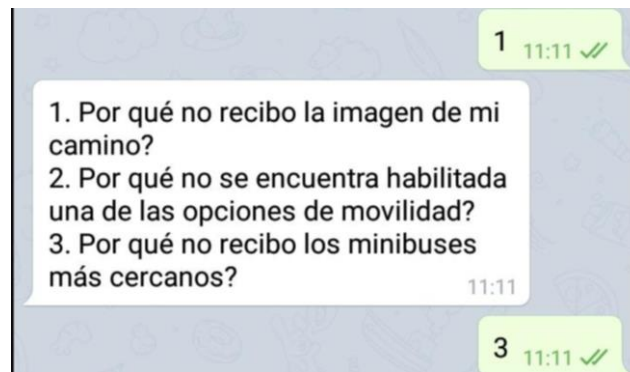 1 11:11
1. Por qué no recibo la imagen de mi
camino?
2. Por qué no se encuentra habilitada
una de las opciones de movilidad?
3. Por qué no recibo los minibuses
más cercanos?
11:11
3 11:11